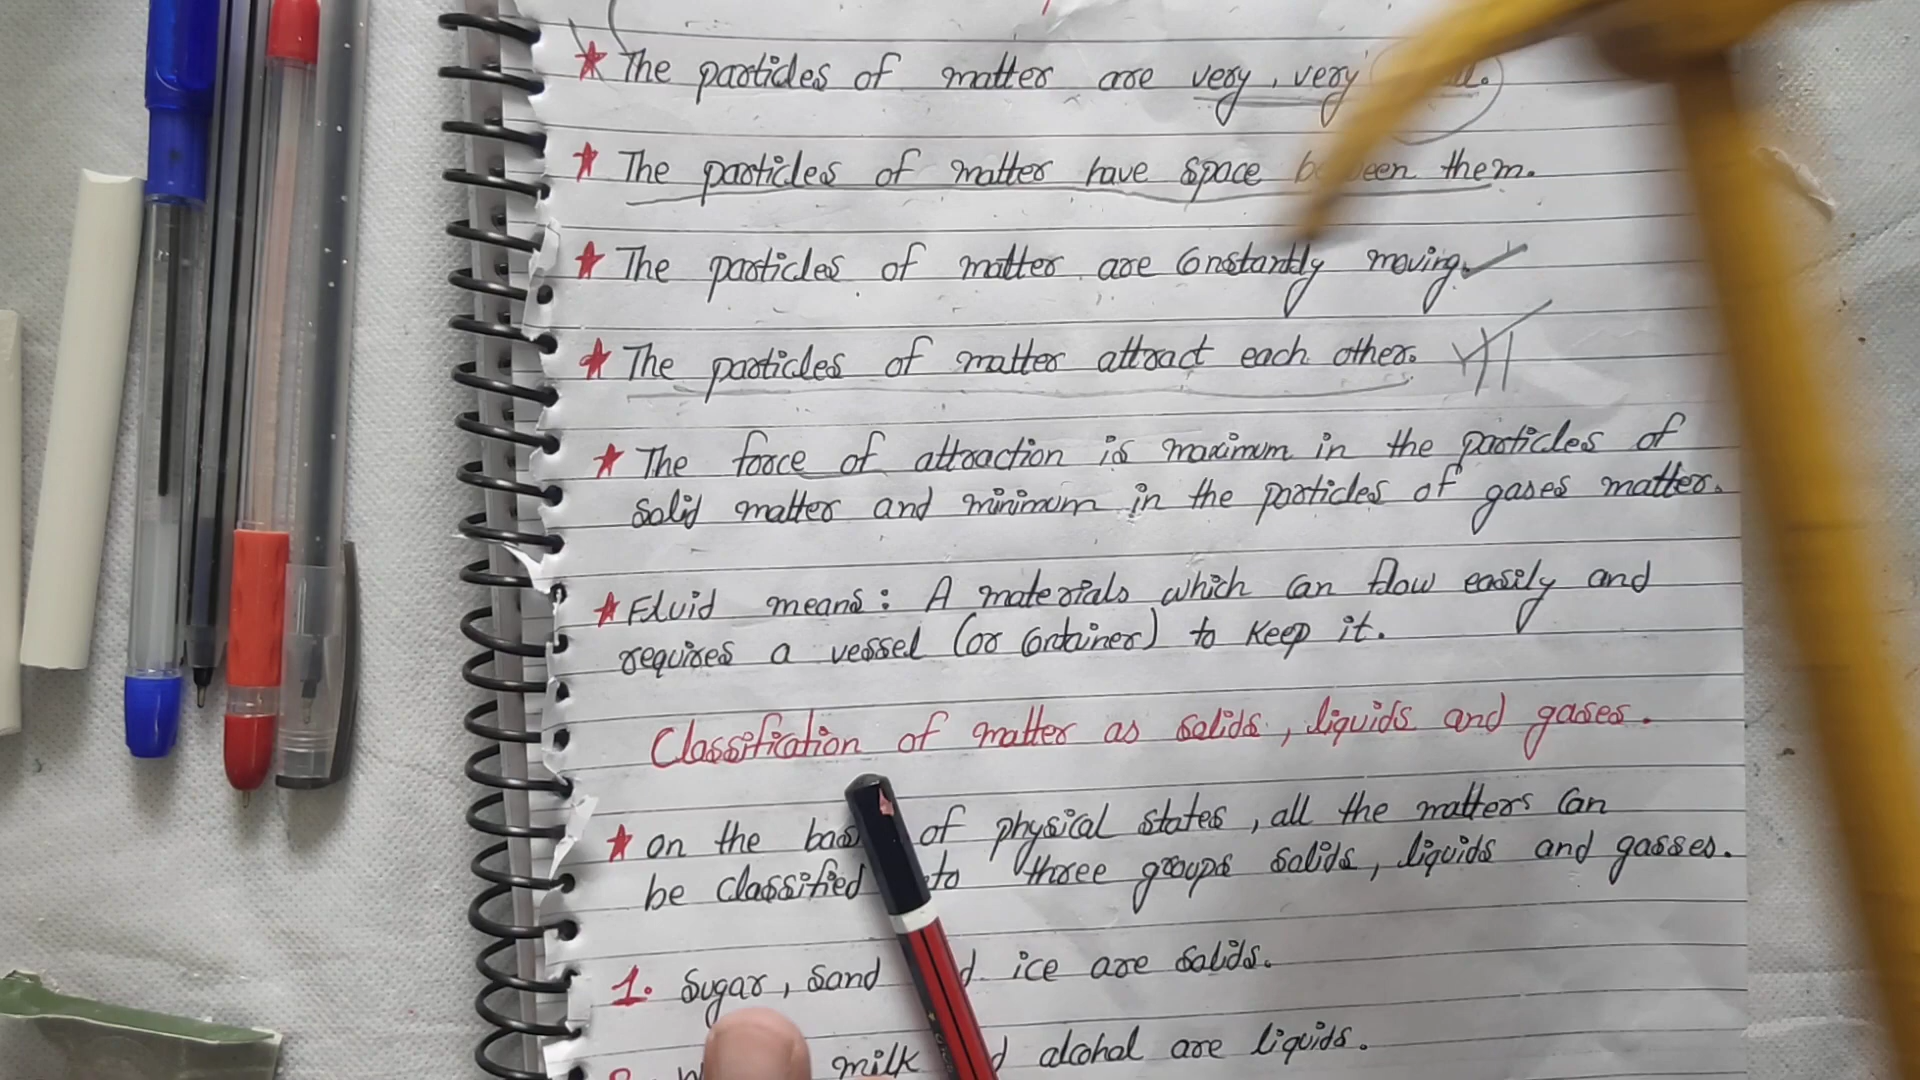 The particles of matter are very, very
The particles of matter have space between them.
The particles of matter are constantly moving.
The particles of matter attract each other.
The force of attraction is maximum in the particles of
solid matter and minimum in the particles of gases matter.
Fluid means: A materials which can flow easily and
requires a vessel (or container) to keep it.
Classification of matter as solids, liquids and gases.
on the basis of physical states, all the matters can
be classified to three groups solids, liquids and gasses.
1. Sugar, sand ice are solids.
milk alcohal are liquids.